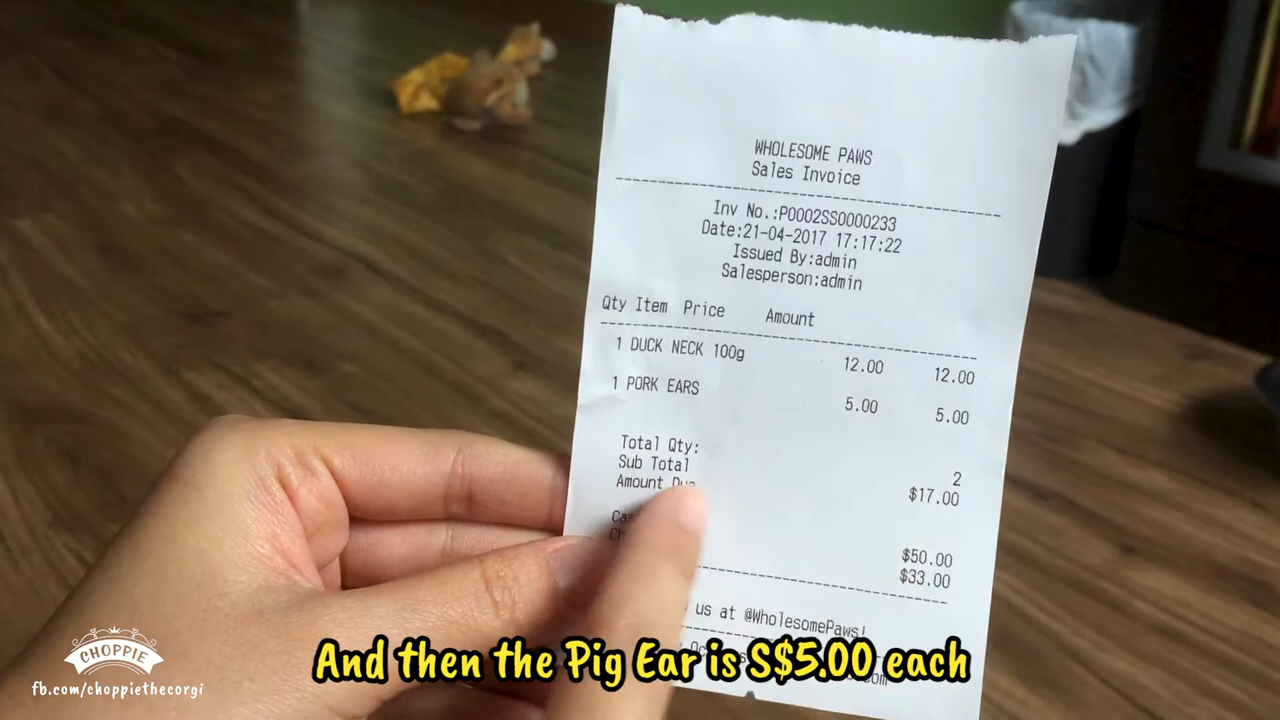 WHOLESOME PAWS
Sales Invoice
Inv No.:P0002SS0000233
Date:21-04-2017 17:17:22
Issued By:admin
Salesperson:admin
Qty Item Price Amount
1 DUCK NECK 100g 12.00 12.00
1 PORK EARS 5.00 5.00
Total Qty: 2
Sub Total $17.00
Amount Due
$50.00
$33.00
us at @WholesomePaws!
And then the Pig Ear is S$5.00 each
CHOPPIE
fb.com/choppiethecorgi